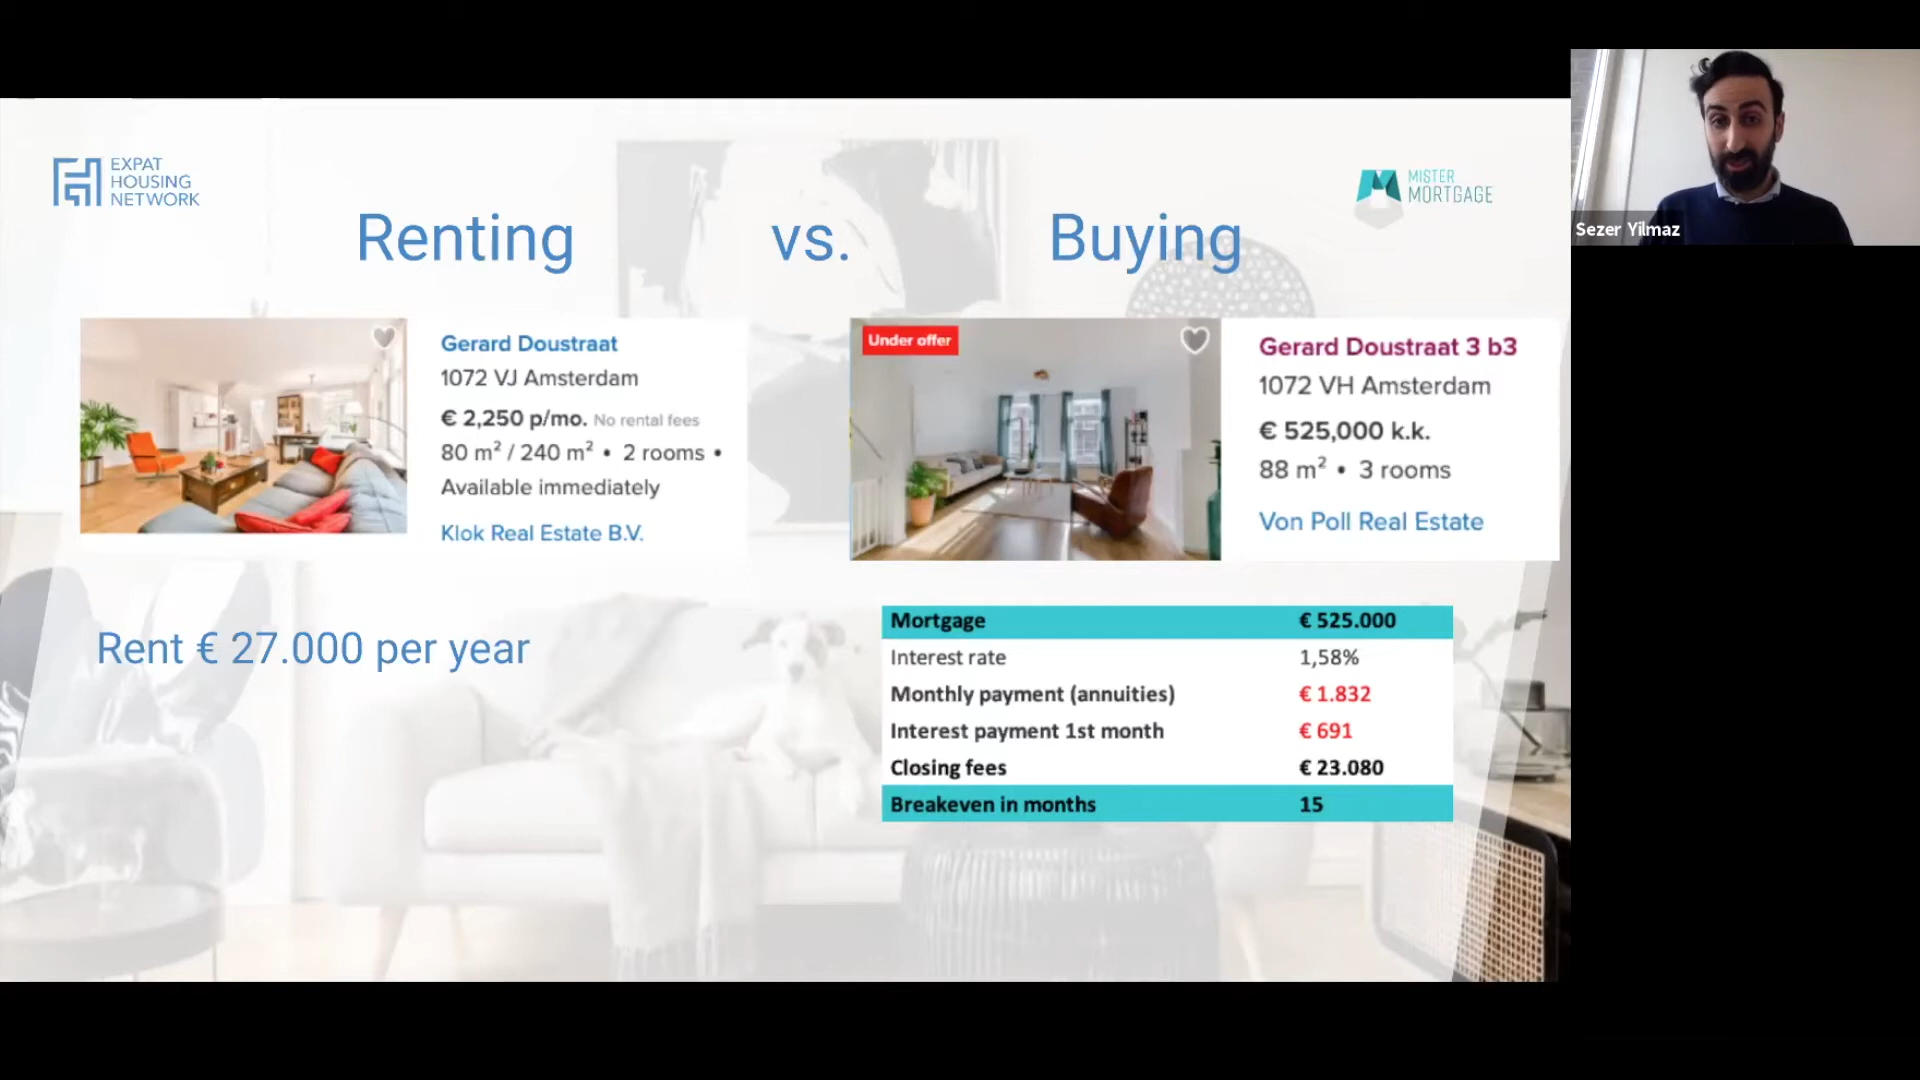 EXPAT
HOUSING
NETWORK
MISTER
MORTGAGE
Sezer Yilmaz
Renting vs. Buying
Gerard Doustraat
1072 VJ Amsterdam
€ 2,250 p/mo. No rental fees
80 m² / 240 m² • 2 rooms •
Available immediately
Klok Real Estate B.V.
Under offer
Gerard Doustraat 3 b3
1072 VH Amsterdam
€ 525,000 k.k.
88 m² • 3 rooms
Von Poll Real Estate
Rent € 27.000 per year
Mortgage € 525.000
Interest rate 1,58%
Monthly payment (annuities) € 1.832
Interest payment 1st month € 691
Closing fees € 23.080
Breakeven in months 15